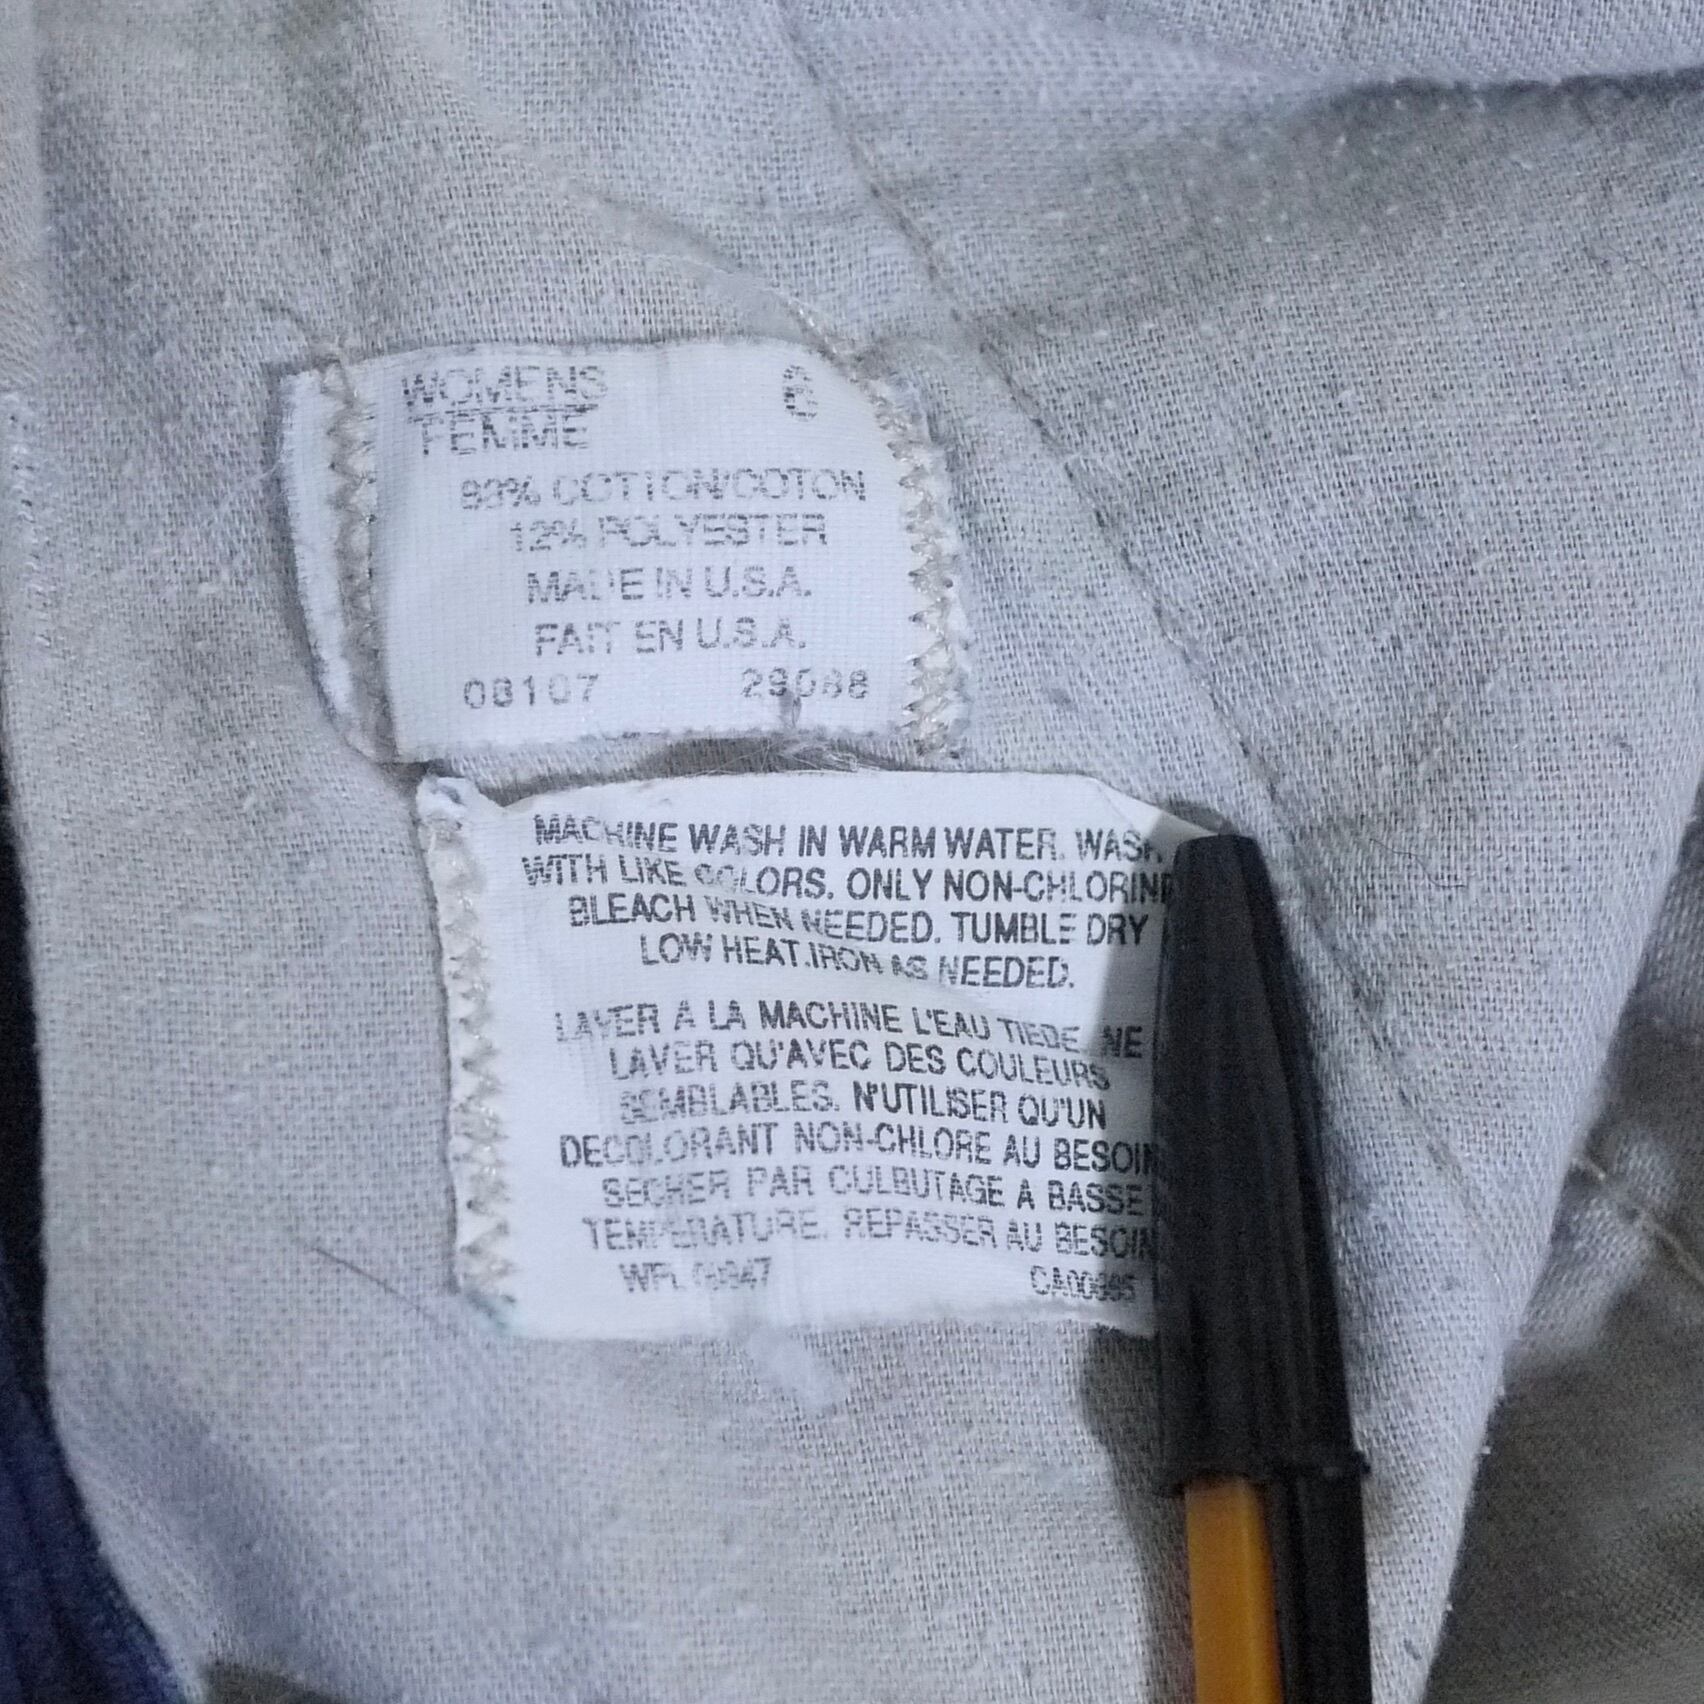 WOMENS
FEMME
COTTON/COTON
12% POLYESTER
MADE IN U.S.A.
FAIT EN U.S.A.
08107
MACHINE WASH IN WARM WATER. WASH
WITH LIKE COLORS. ONLY NON-CHLORINE
BLEACH WHEN NEEDED. TUMBLE DRY
LOW HEAT. IRON AS NEEDED.
LAVER A LA MACHINE L'EAU TIEDE NE
LAVER QU'AVEC DES COULEURS
SEMBLABLES. N'UTILISER QU'UN
DECOLORANT NON-CHLORE AU BESOIN
SECHER PAR CULBUTAGE A BASSE
TEMPERATURE. REPASSER AU BESOIN